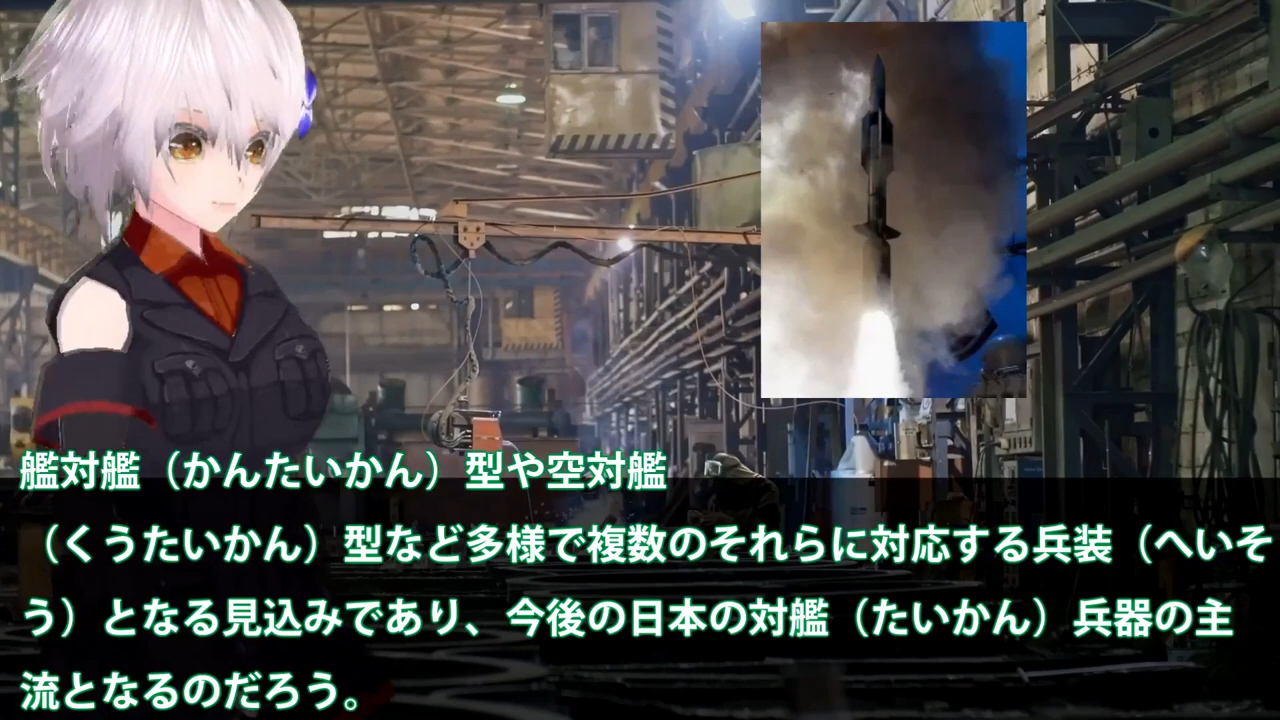 艦対艦（かんたいかん）型や空対艦
（くうたいかん）型など多様で複数のそれらに対応する兵装（へいそ
う）となる見込みであり、今後の日本の対艦（たいかん）兵器の主
流となるのだろう。